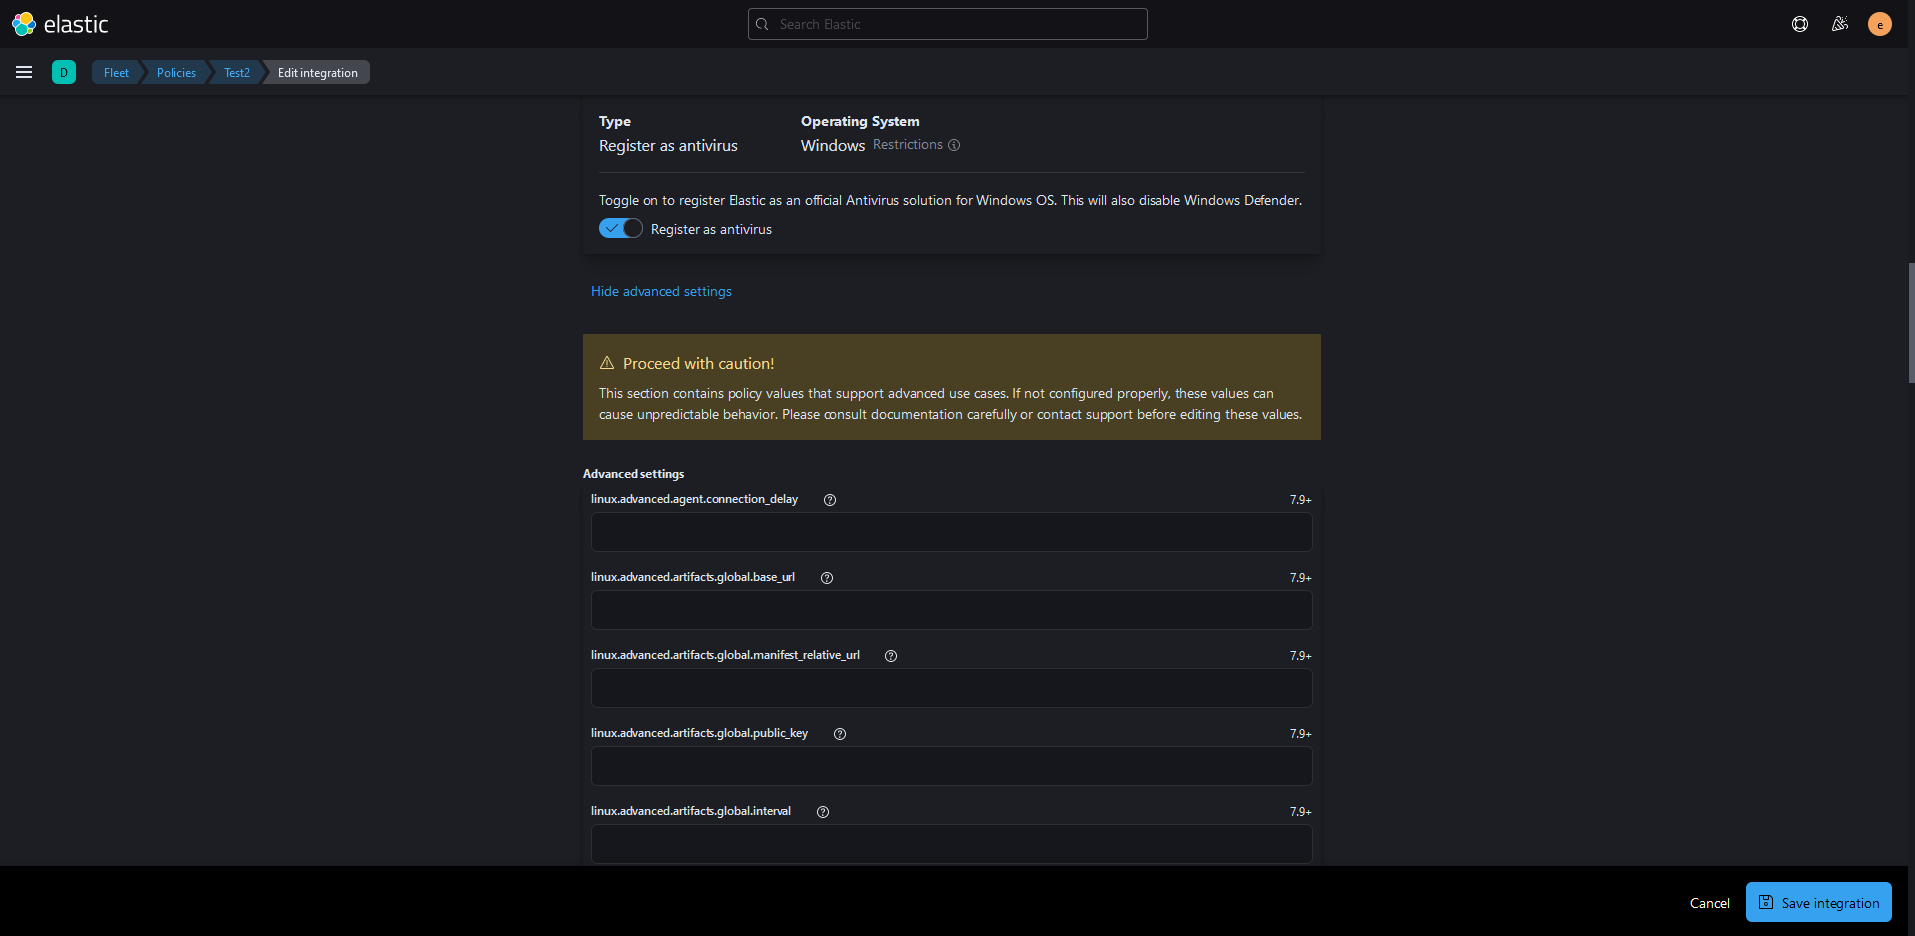 elastic
Search Elastic
e
D
Fleet
Policies
Test2
Edit integration
Type
Operating System
Register as antivirus
Windows Restrictions
Toggle on to register Elastic as an official Antivirus solution for Windows OS. This will also disable Windows Defender.
Register as antivirus
Hide advanced settings
Proceed with caution!
This section contains policy values that support advanced use cases. If not configured properly, these values can
cause unpredictable behavior. Please consult documentation carefully or contact support before editing these values.
Advanced settings
linux.advanced.agent.connection_delay 7.9+
linux.advanced.artifacts.global.base_url 7.9+
linux.advanced.artifacts.global.manifest_relative_url 7.9+
linux.advanced.artifacts.global.public_key 7.9+
linux.advanced.artifacts.global.interval 7.9+
Cancel
Save integration